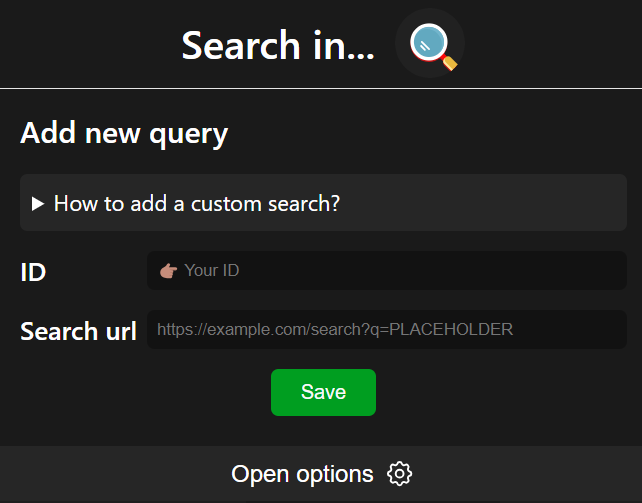 Search in...
Add new query
How to add a custom search?
ID
👉🏽 Your ID
Search url
https://example.com/search?q=PLACEHOLDER
Save
Open options